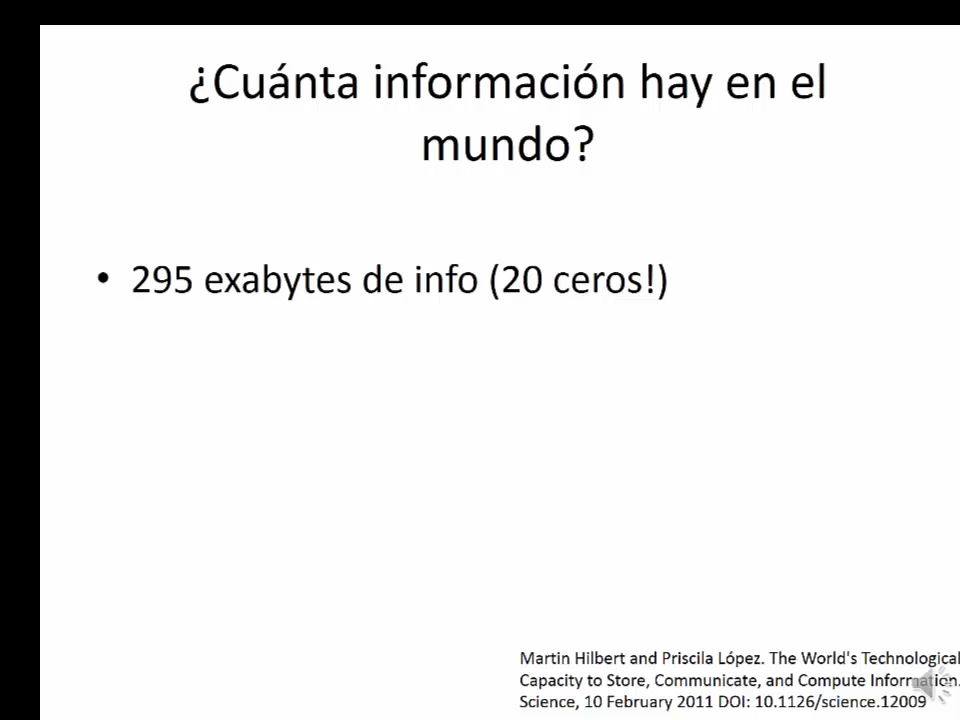 ¿Cuánta información hay en el
mundo?
• 295 exabytes de info (20 ceros!)
Martin Hilbert and Priscila López. The World's Technological
Capacity to Store, Communicate, and Compute Information.
Science, 10 February 2011 DOI: 10.1126/science.12009